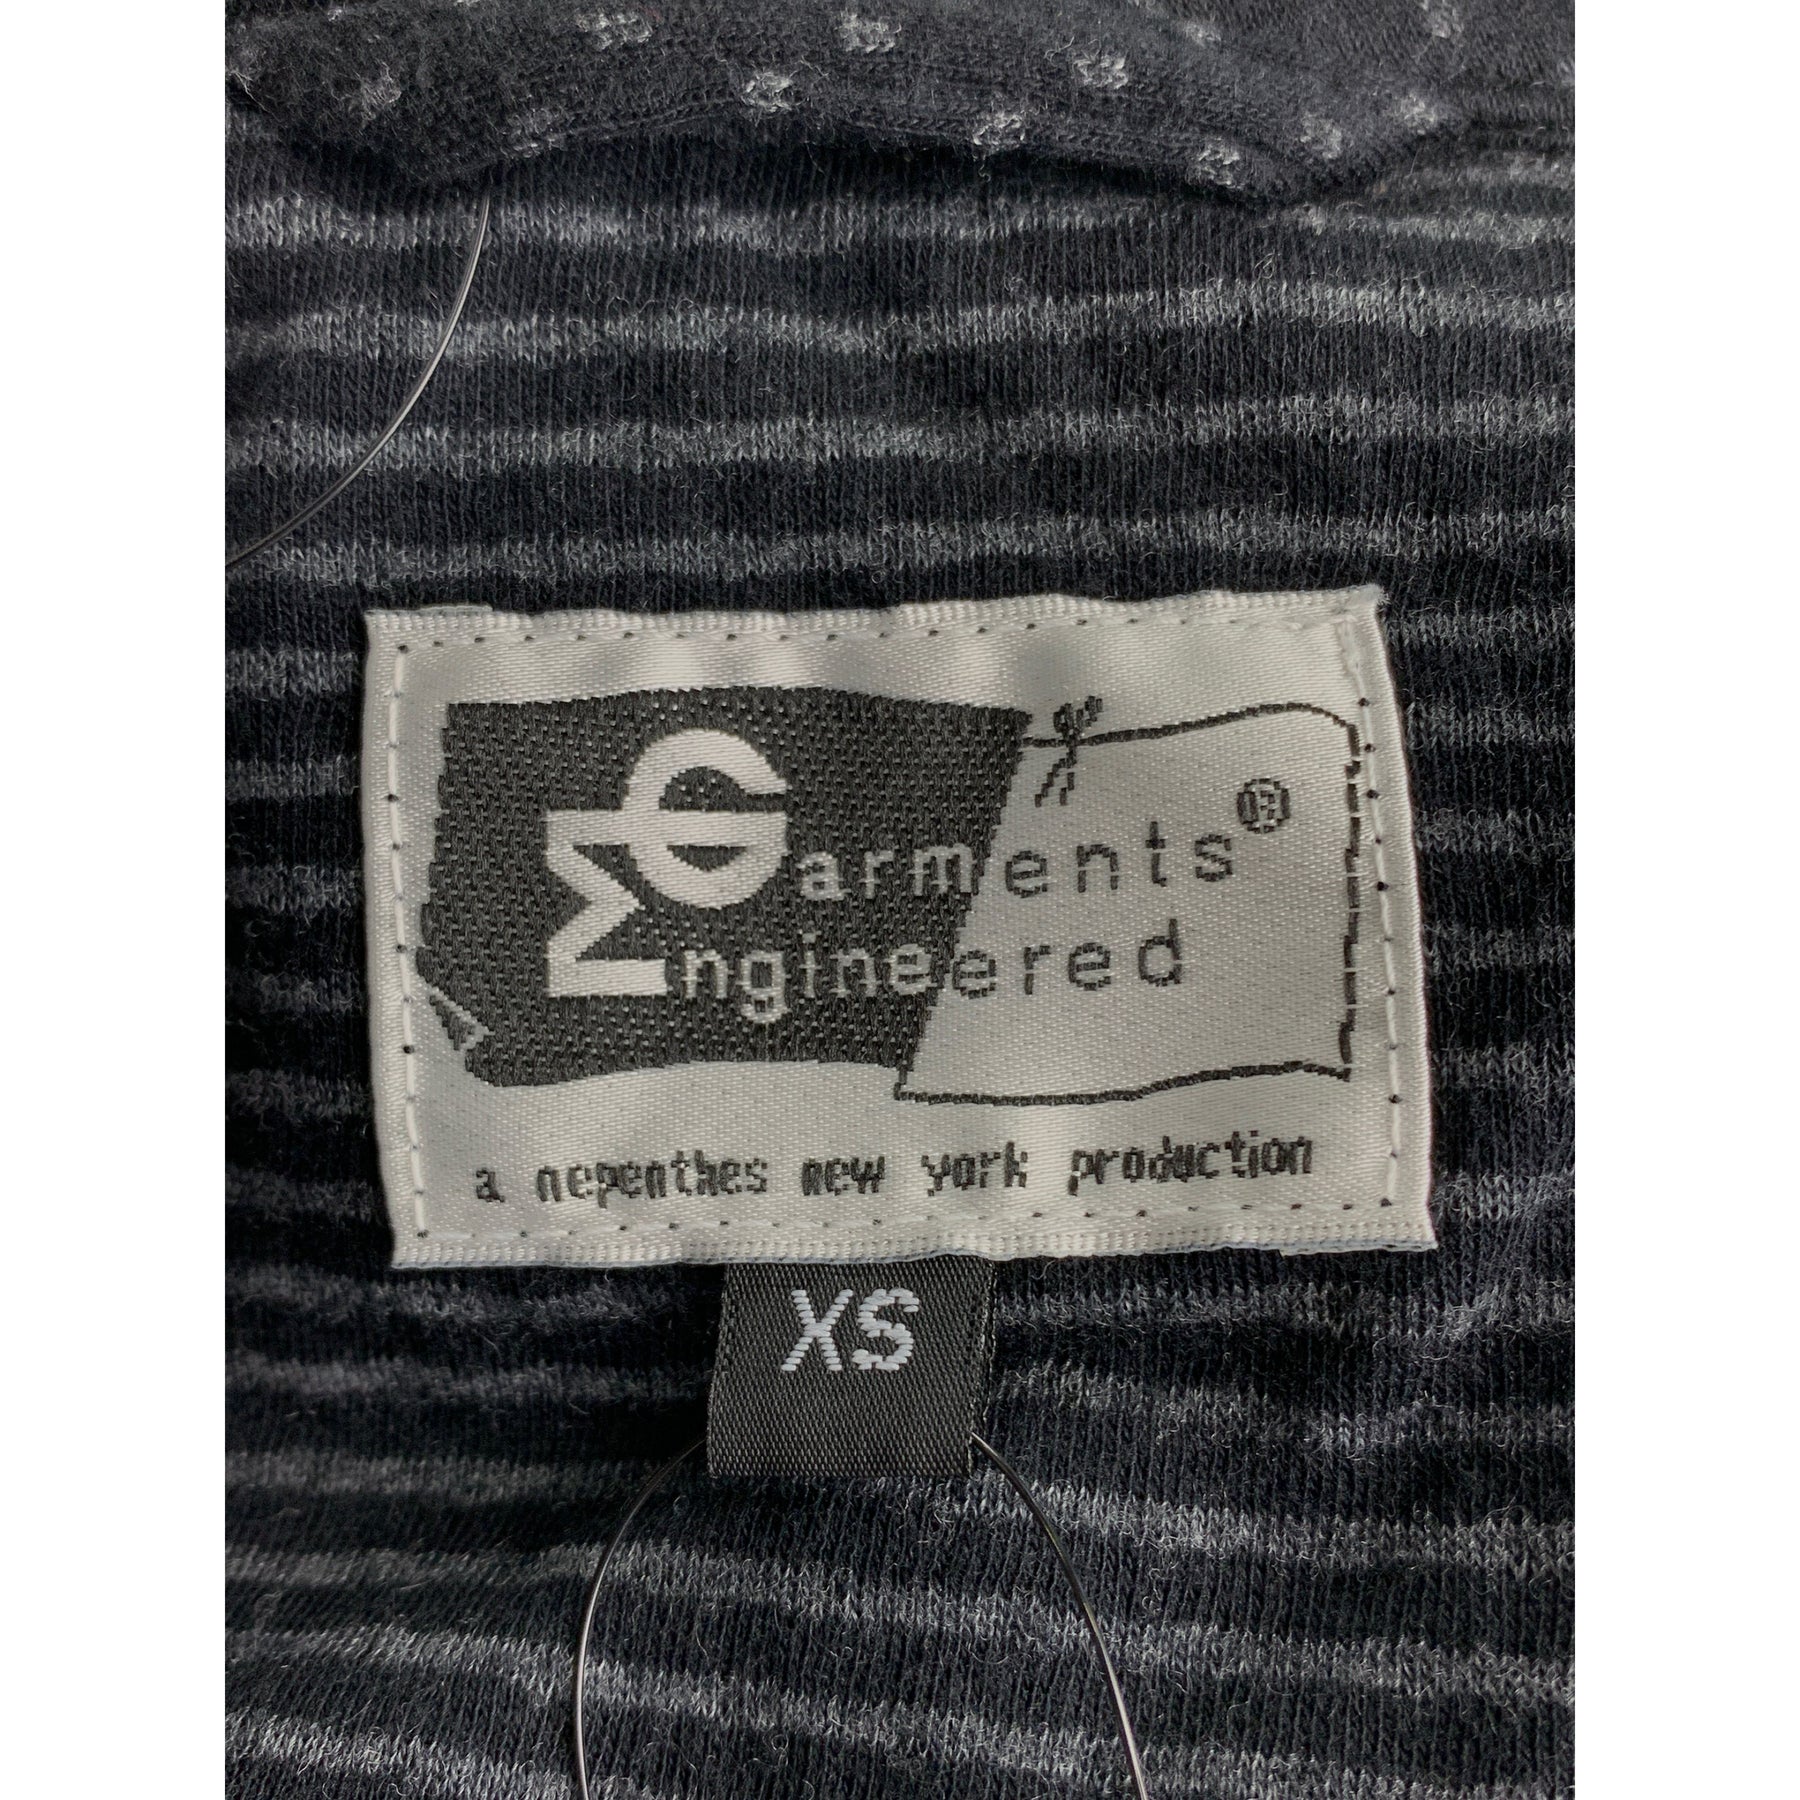 Garments®
Engineered
a nepenthes new york production
XS